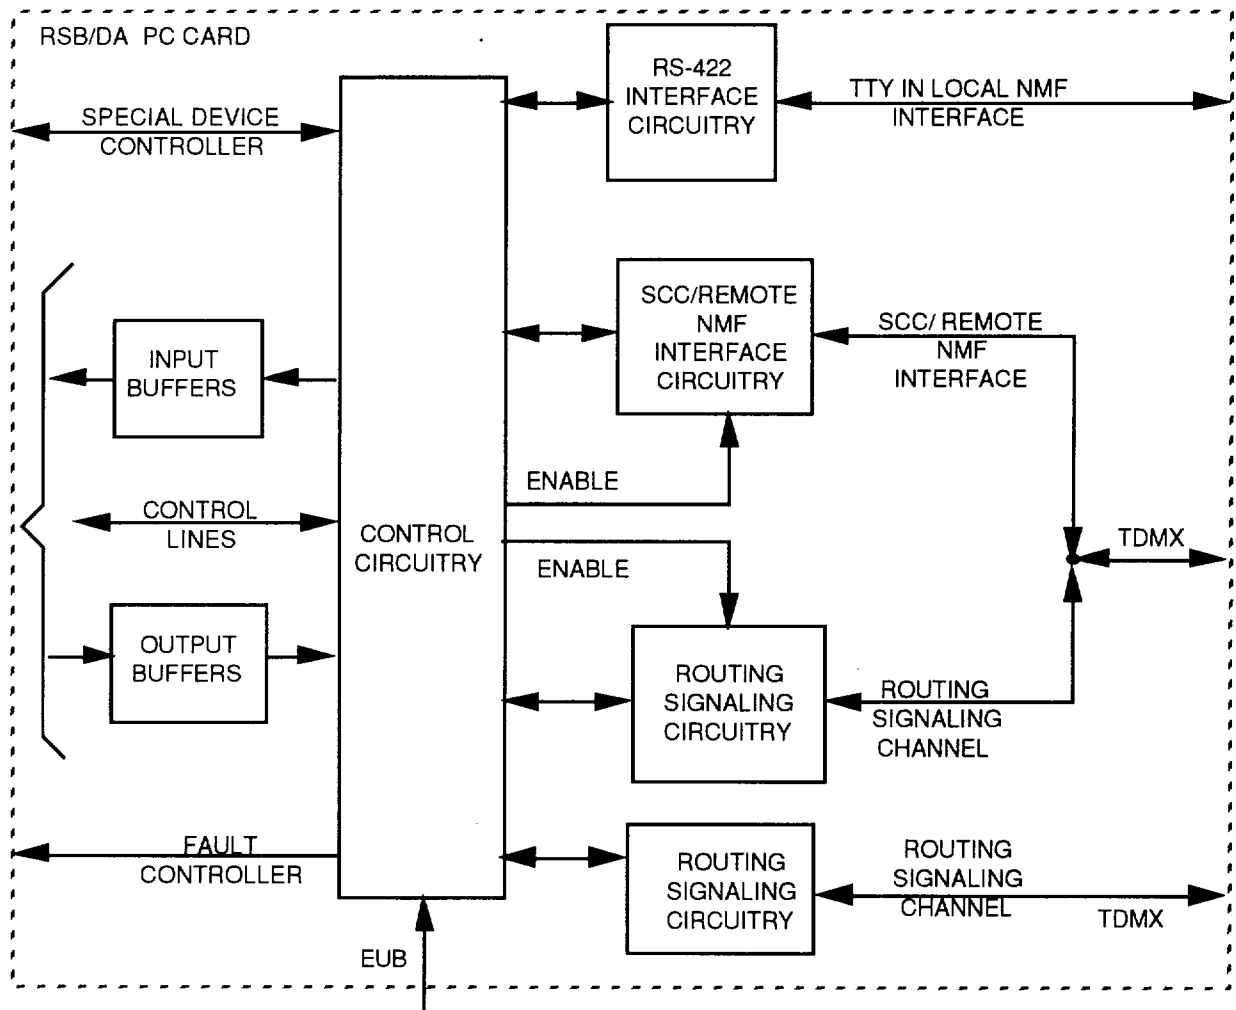 RSB/DA PC CARD
RS-422
INTERFACE
CIRCUITRY
TTY IN LOCAL NMF
INTERFACE
SPECIAL DEVICE
CONTROLLER
SCC/REMOTE
NMF
INTERFACE
CIRCUITRY
SCC/ REMOTE
NMF
INTERFACE
INPUT
BUFFERS
ENABLE
CONTROL
LINES
CONTROL
CIRCUITRY
ENABLE
TDMX
OUTPUT
BUFFERS
ROUTING
SIGNALING
CIRCUITRY
ROUTING
SIGNALING
CHANNEL
FAULT
CONTROLLER
ROUTING
SIGNALING
CIRCUITRY
ROUTING
SIGNALING
CHANNEL
TDMX
EUB